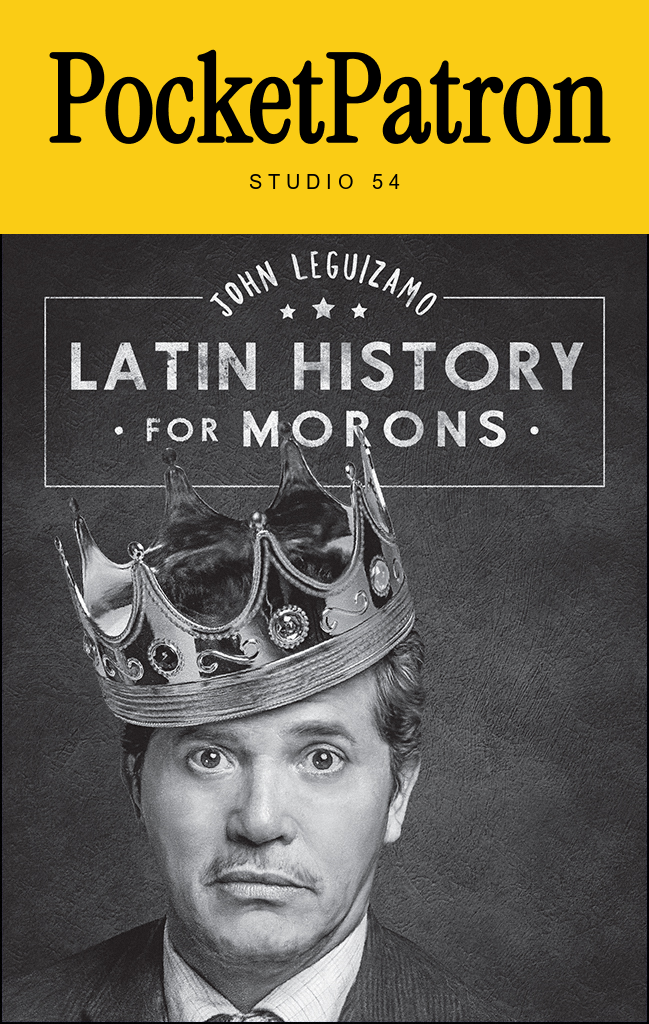 PocketPatron
STUDIO 54
JOHN LEGUIZAMO
LATIN HISTORY
• FOR MORONS •